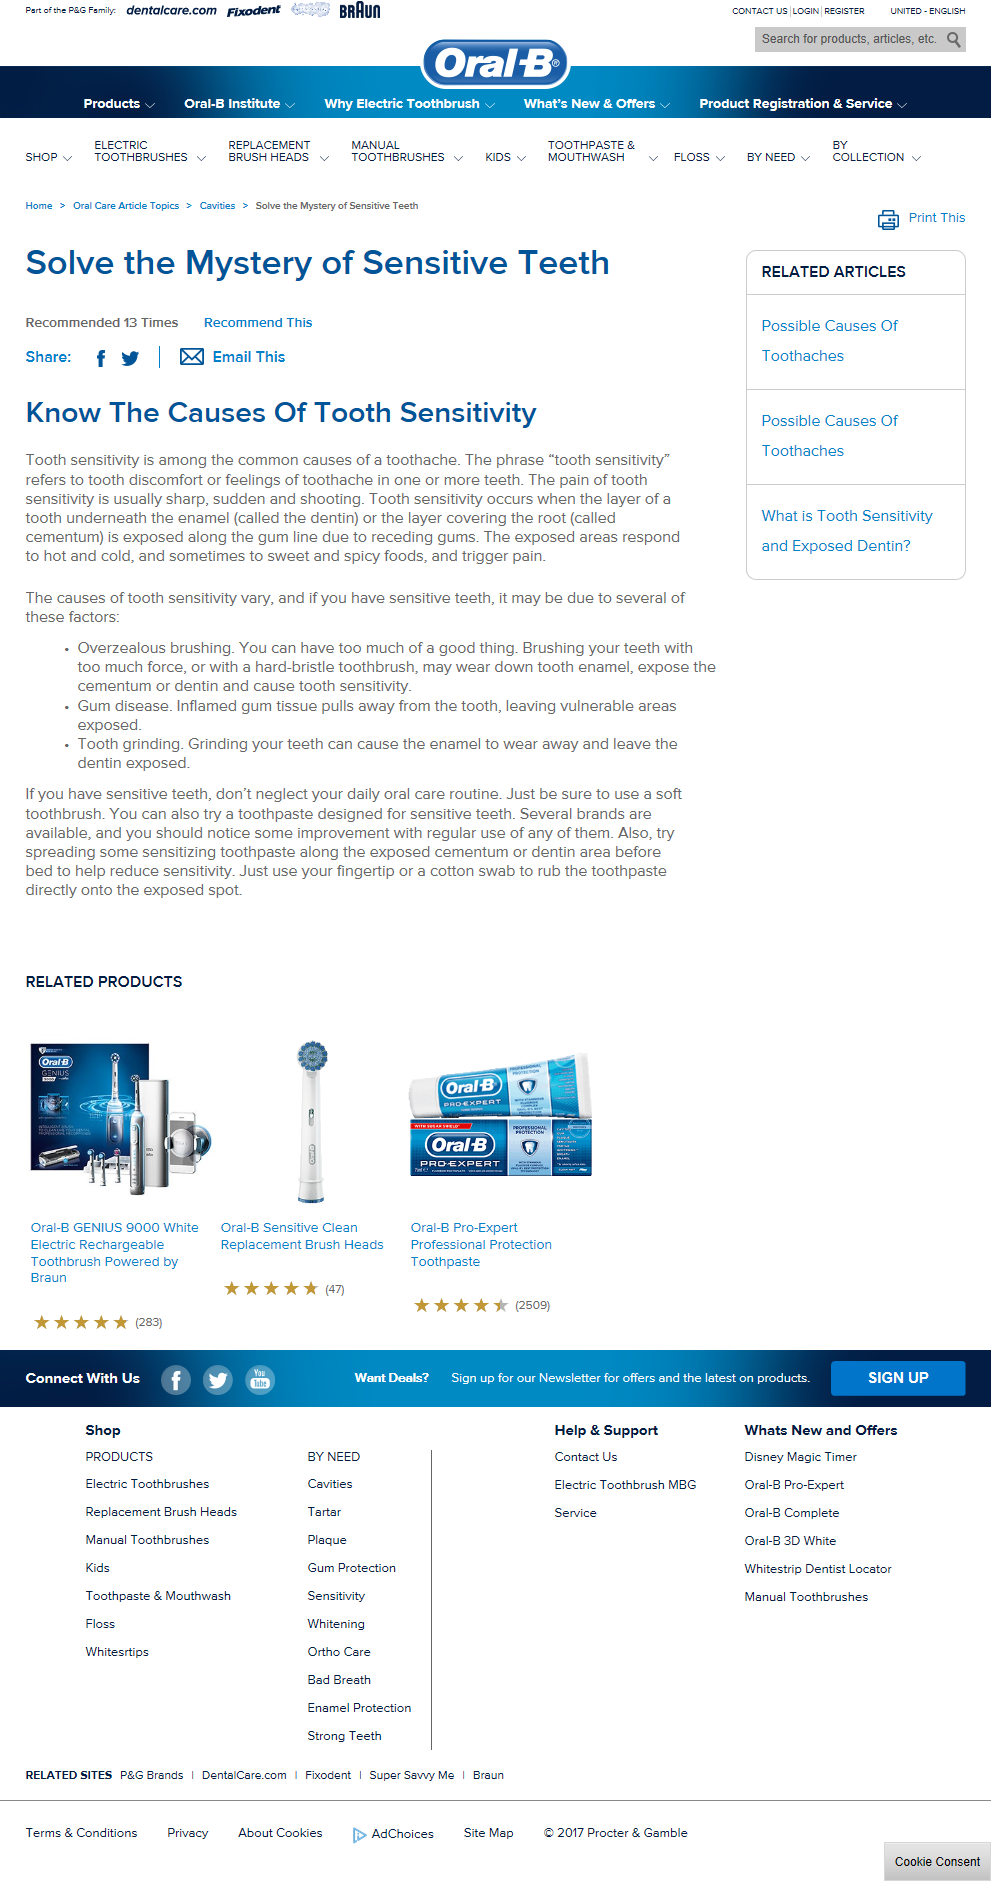 Part of the P&G Family: dentalcare.com Fixodent BRAUN
CONTACT US | LOGIN | REGISTER UNITED - ENGLISH
Search for products, articles, etc.
Oral-B®
Products Oral-B Institute Why Electric Toothbrush What's New & Offers Product Registration & Service
SHOP ELECTRIC TOOTHBRUSHES REPLACEMENT BRUSH HEADS MANUAL TOOTHBRUSHES KIDS TOOTHPASTE & MOUTHWASH FLOSS BY NEED BY COLLECTION
Home > Oral Care Article Topics > Cavities > Solve the Mystery of Sensitive Teeth
Print This
Solve the Mystery of Sensitive Teeth
Recommended 13 Times Recommend This
Share: Email This
Know The Causes Of Tooth Sensitivity
Tooth sensitivity is among the common causes of a toothache. The phrase “tooth sensitivity”
refers to tooth discomfort or feelings of toothache in one or more teeth. The pain of tooth
sensitivity is usually sharp, sudden and shooting. Tooth sensitivity occurs when the layer of a
tooth underneath the enamel (called the dentin) or the layer covering the root (called
cementum) is exposed along the gum line due to receding gums. The exposed areas respond
to hot and cold, and sometimes to sweet and spicy foods, and trigger pain.
The causes of tooth sensitivity vary, and if you have sensitive teeth, it may be due to several of
these factors:
• Overzealous brushing. You can have too much of a good thing. Brushing your teeth with
too much force, or with a hard-bristle toothbrush, may wear down tooth enamel, expose the
cementum or dentin and cause tooth sensitivity.
• Gum disease. Inflamed gum tissue pulls away from the tooth, leaving vulnerable areas
exposed.
• Tooth grinding. Grinding your teeth can cause the enamel to wear away and leave the
dentin exposed.
If you have sensitive teeth, don’t neglect your daily oral care routine. Just be sure to use a soft
toothbrush. You can also try a toothpaste designed for sensitive teeth. Several brands are
available, and you should notice some improvement with regular use of any of them. Also, try
spreading some sensitizing toothpaste along the exposed cementum or dentin area before
bed to help reduce sensitivity. Just use your fingertip or a cotton swab to rub the toothpaste
directly onto the exposed spot.
RELATED ARTICLES
Possible Causes Of
Toothaches
Possible Causes Of
Toothaches
What is Tooth Sensitivity
and Exposed Dentin?
RELATED PRODUCTS
Oral-B
GENIUS
Oral-B
PRO-EXPERT
PROFESSIONAL
PROTECTION
Oral-B
PRO-EXPERT
PROFESSIONAL
PROTECTION
Oral-B GENIUS 9000 White
Electric Rechargeable
Toothbrush Powered by
Braun
(283)
Oral-B Sensitive Clean
Replacement Brush Heads
(47)
Oral-B Pro-Expert
Professional Protection
Toothpaste
(2509)
Connect With Us You Tube Want Deals? Sign up for our Newsletter for offers and the latest on products. SIGN UP
Shop
PRODUCTS
Electric Toothbrushes
Replacement Brush Heads
Manual Toothbrushes
Kids
Toothpaste & Mouthwash
Floss
Whitesrtips
BY NEED
Cavities
Tartar
Plaque
Gum Protection
Sensitivity
Whitening
Ortho Care
Bad Breath
Enamel Protection
Strong Teeth
Help & Support
Contact Us
Electric Toothbrush MBG
Service
Whats New and Offers
Disney Magic Timer
Oral-B Pro-Expert
Oral-B Complete
Oral-B 3D White
Whitestrip Dentist Locator
Manual Toothbrushes
RELATED SITES P&G Brands | DentalCare.com | Fixodent | Super Savvy Me | Braun
Terms & Conditions Privacy About Cookies AdChoices Site Map © 2017 Procter & Gamble
Cookie Consent